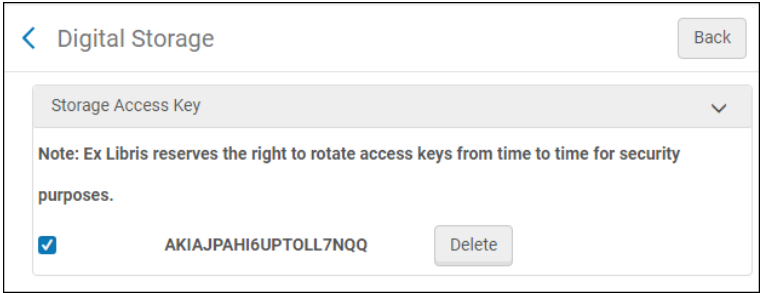 Digital Storage
Back
Storage Access Key
Note: Ex Libris reserves the right to rotate access keys from time to time for security
purposes.
AKIAJPAHI6UPTOLL7NQQ
Delete